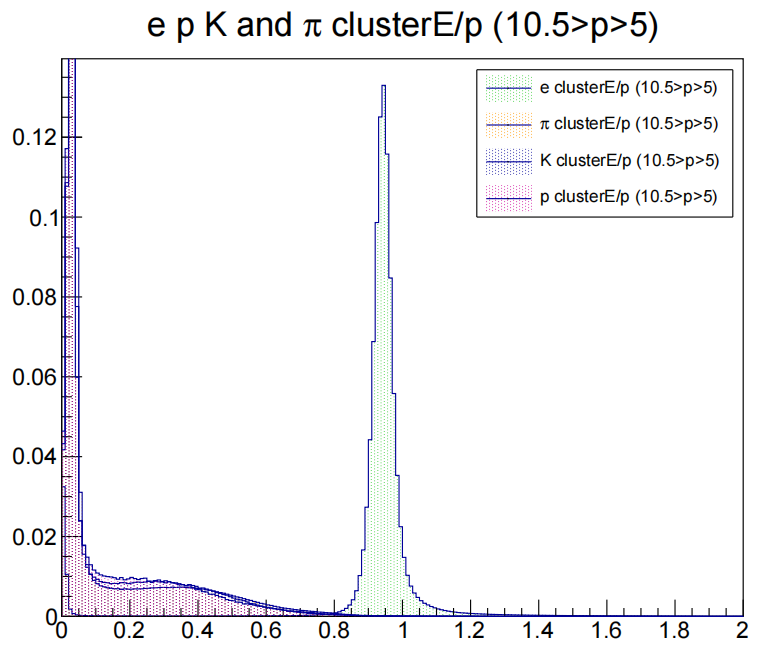 e p K and π clusterE/p (10.5>p>5)
e clusterE/p (10.5>p>5)
π clusterE/p (10.5>p>5)
K clusterE/p (10.5>p>5)
p clusterE/p (10.5>p>5)
0.12
0.1
0.08
0.06
0.04
0.02
0
0 0.2 0.4 0.6 0.8 1 1.2 1.4 1.6 1.8 2